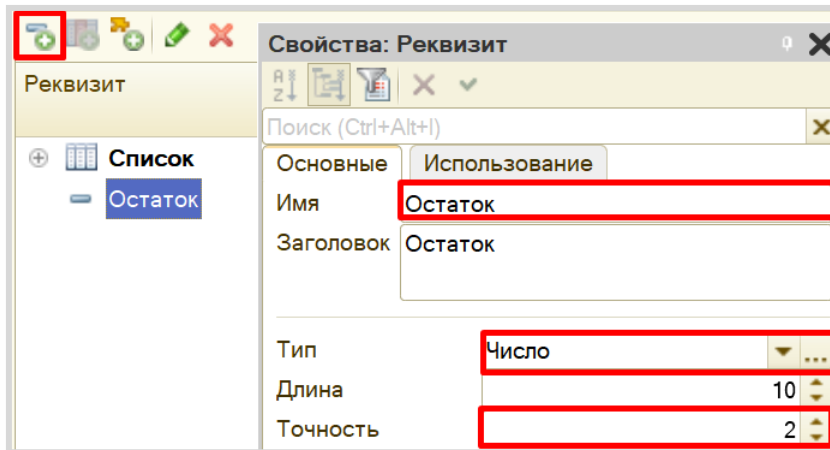 Свойства: Реквизит
Реквизит
Поиск (Ctrl+Alt+I)
Список
Остаток
Основные Использование
Имя Остаток
Заголовок Остаток
Тип Число ...
Длина 10
Точность 2